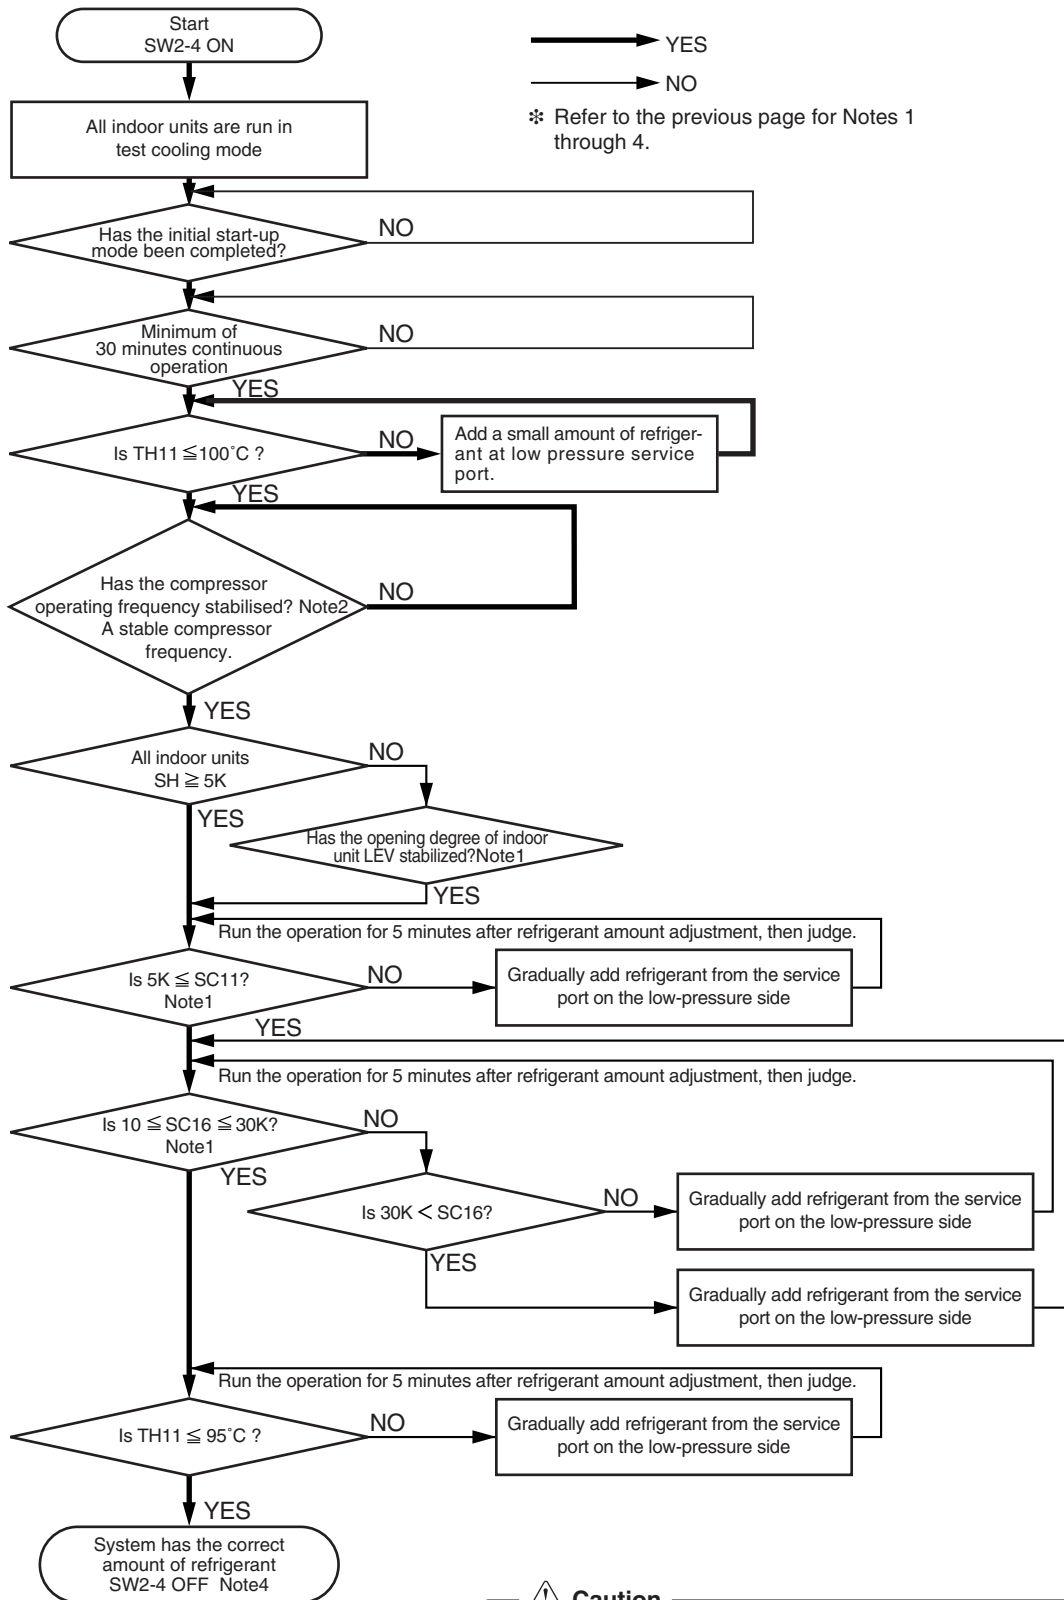 Start
SW2-4 ON
YES
NO
❇ Refer to the previous page for Notes 1
through 4.
All indoor units are run in
test cooling mode
Has the initial start-up
mode been completed?
NO
Minimum of
30 minutes continuous
operation
NO
YES
Is TH11 ≦100˚C ?
NO
Add a small amount of refriger-
ant at low pressure service
port.
YES
Has the compressor
operating frequency stabilised? Note2
A stable compressor
frequency.
NO
YES
All indoor units
SH ≧ 5K
NO
YES
Has the opening degree of indoor
unit LEV stabilized?Note1
YES
Run the operation for 5 minutes after refrigerant amount adjustment, then judge.
Is 5K ≦ SC11?
Note1
NO
Gradually add refrigerant from the service
port on the low-pressure side
YES
Run the operation for 5 minutes after refrigerant amount adjustment, then judge.
Is 10 ≦ SC16 ≦ 30K?
Note1
NO
YES
Is 30K < SC16?
NO
Gradually add refrigerant from the service
port on the low-pressure side
YES
Gradually add refrigerant from the service
port on the low-pressure side
Run the operation for 5 minutes after refrigerant amount adjustment, then judge.
Is TH11 ≦ 95˚C ?
NO
Gradually add refrigerant from the service
port on the low-pressure side
YES
System has the correct
amount of refrigerant
SW2-4 OFF Note4
Caution